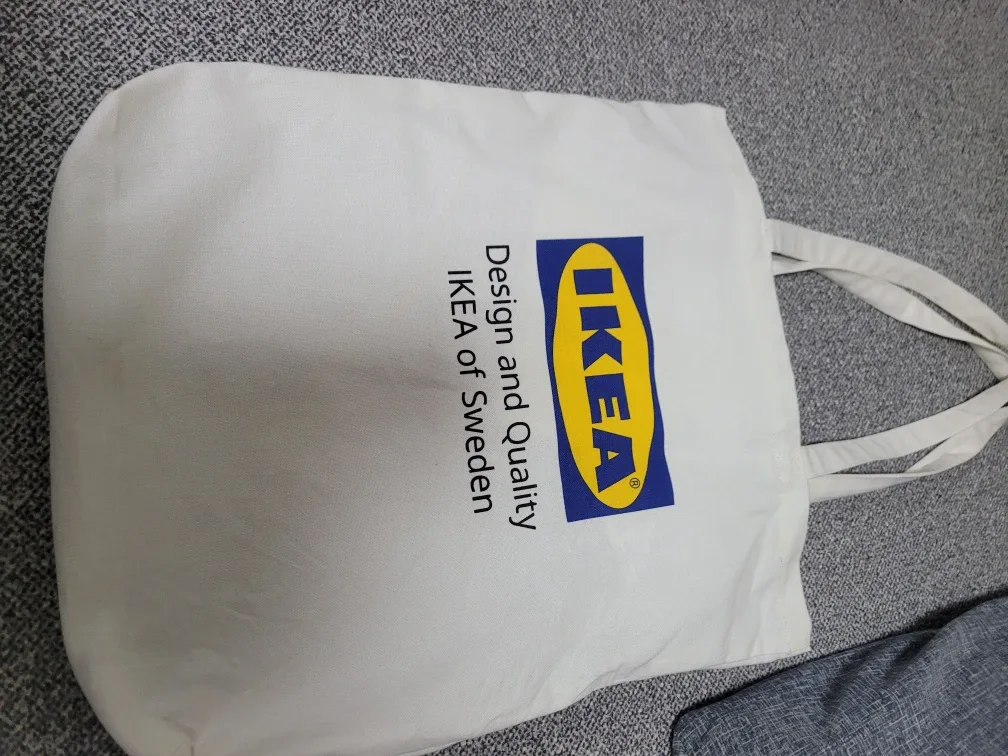 IKEA®
Design and Quality
IKEA of Sweden